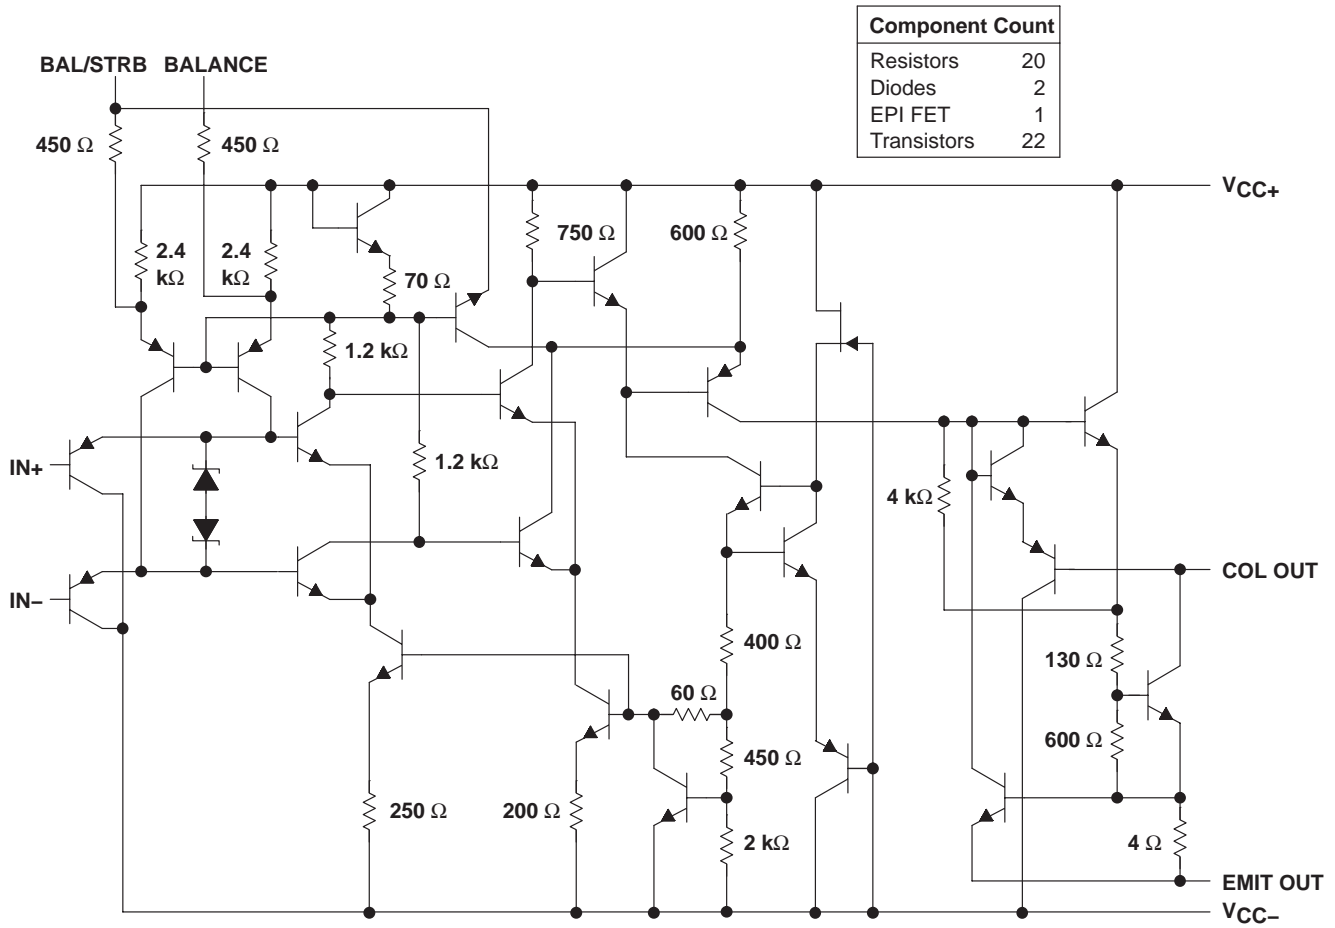 Component Count
Resistors 20
Diodes 2
EPI FET 1
Transistors 22
BAL/STRB BALANCE
450 Ω 450 Ω
VCC+
2.4
kΩ
2.4
kΩ
70 Ω
750 Ω
600 Ω
1.2 kΩ
IN+
1.2 kΩ
4 kΩ
COL OUT
IN–
400 Ω
130 Ω
60 Ω
450 Ω
600 Ω
250 Ω
200 Ω
2 kΩ
4 Ω
EMIT OUT
VCC–